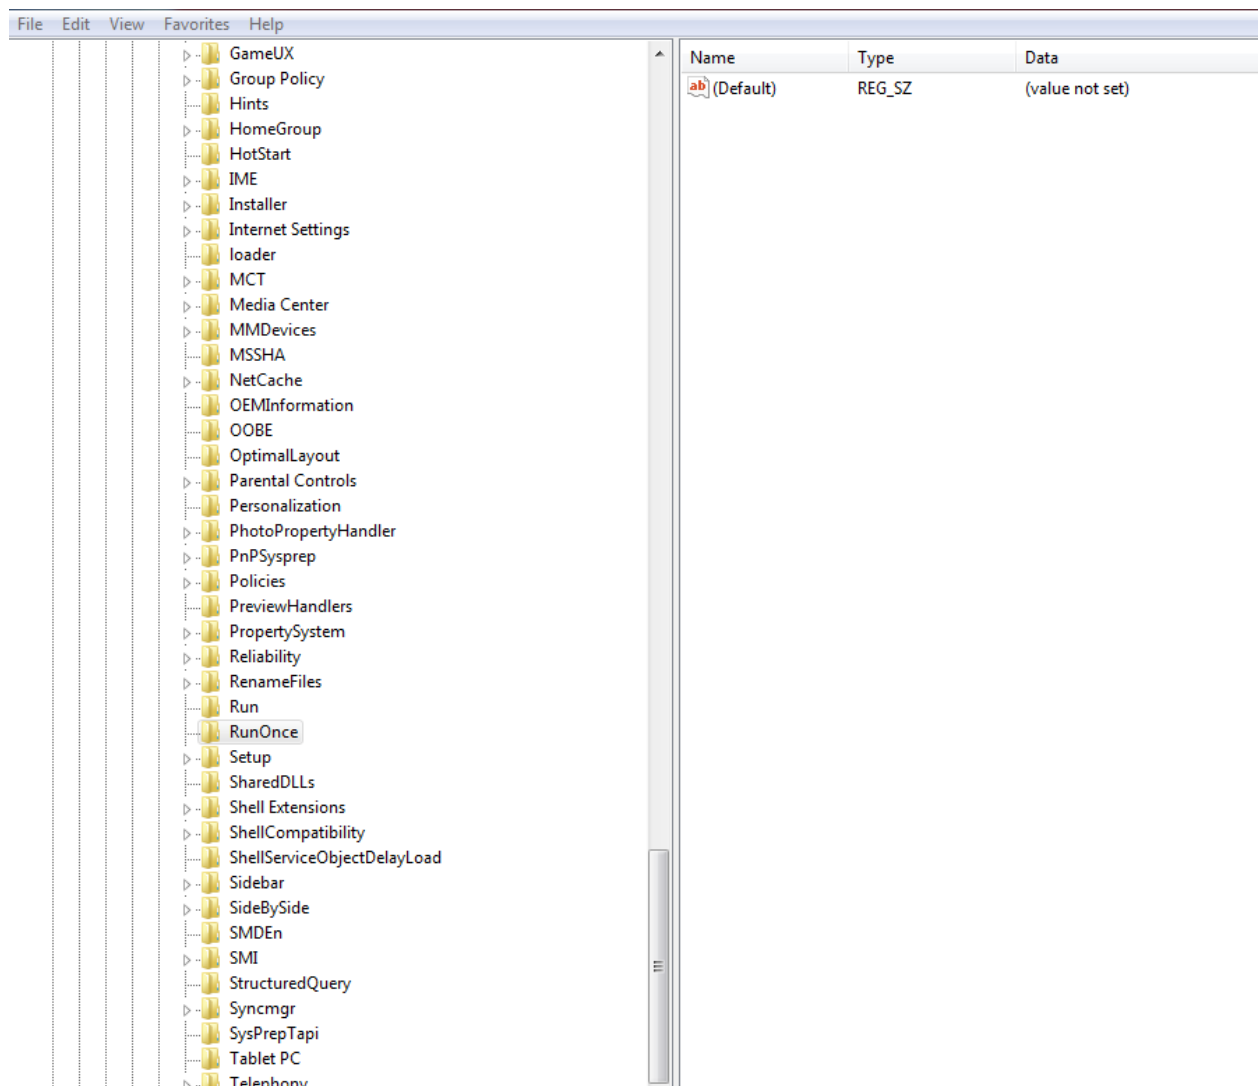 File Edit View Favorites Help
GameUX
Group Policy
Hints
HomeGroup
HotStart
IME
Installer
Internet Settings
loader
MCT
Media Center
MMDevices
MSSHA
NetCache
OEMInformation
OOBE
OptimalLayout
Parental Controls
Personalization
PhotoPropertyHandler
PnPSysprep
Policies
PreviewHandlers
PropertySystem
Reliability
RenameFiles
Run
RunOnce
Setup
SharedDLLs
Shell Extensions
ShellCompatibility
ShellServiceObjectDelayLoad
Sidebar
SideBySide
SMDEn
SMI
StructuredQuery
Syncmgr
SysPrepTapi
Tablet PC
Telephony
Name Type Data
ab (Default) REG_SZ (value not set)